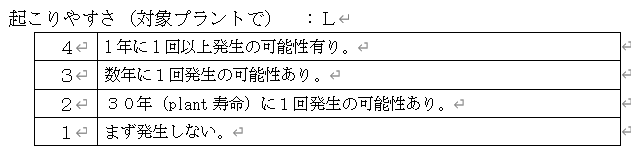 起こりやすさ（対象プラントで）　：Ｌ
４ １年に１回以上発生の可能性有り。
３ 数年に１回発生の可能性あり。
２ ３０年（plant 寿命）に１回発生の可能性あり。
１ まず発生しない。